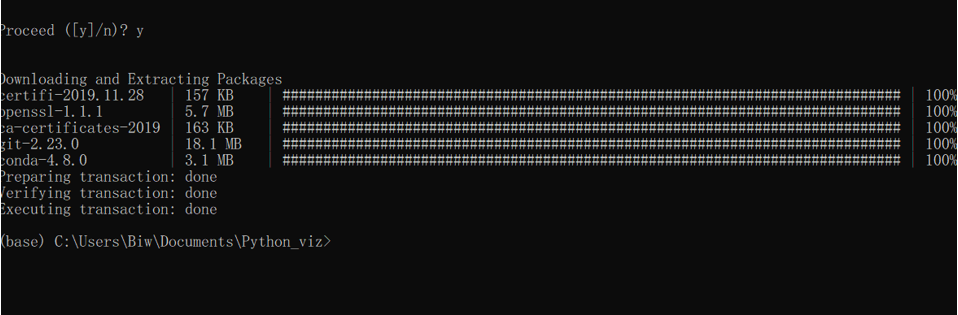 Proceed ([y]/n)? y
Downloading and Extracting Packages
certifi-2019.11.28 | 157 KB | ############################################################################ | 100%
openssl-1.1.1 | 5.7 MB | ############################################################################ | 100%
ca-certificates-2019 | 163 KB | ############################################################################ | 100%
git-2.23.0 | 18.1 MB | ############################################################################ | 100%
conda-4.8.0 | 3.1 MB | ############################################################################ | 100%
Preparing transaction: done
Verifying transaction: done
Executing transaction: done
(base) C:\Users\Biw\Documents\Python_viz>